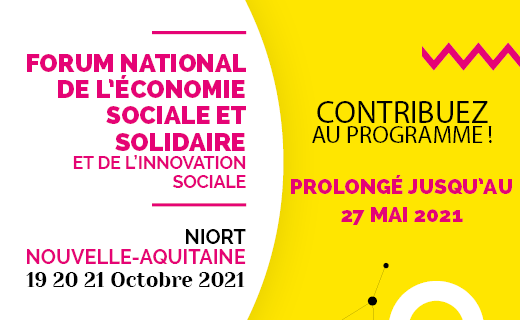 FORUM NATIONAL
DE L'ÉCONOMIE
SOCIALE ET
SOLIDAIRE
ET DE L'INNOVATION
SOCIALE
NIORT
NOUVELLE-AQUITAINE
19 20 21 Octobre 2021
CONTRIBUEZ
AU PROGRAMME !
PROLONGÉ JUSQU'AU
27 MAI 2021